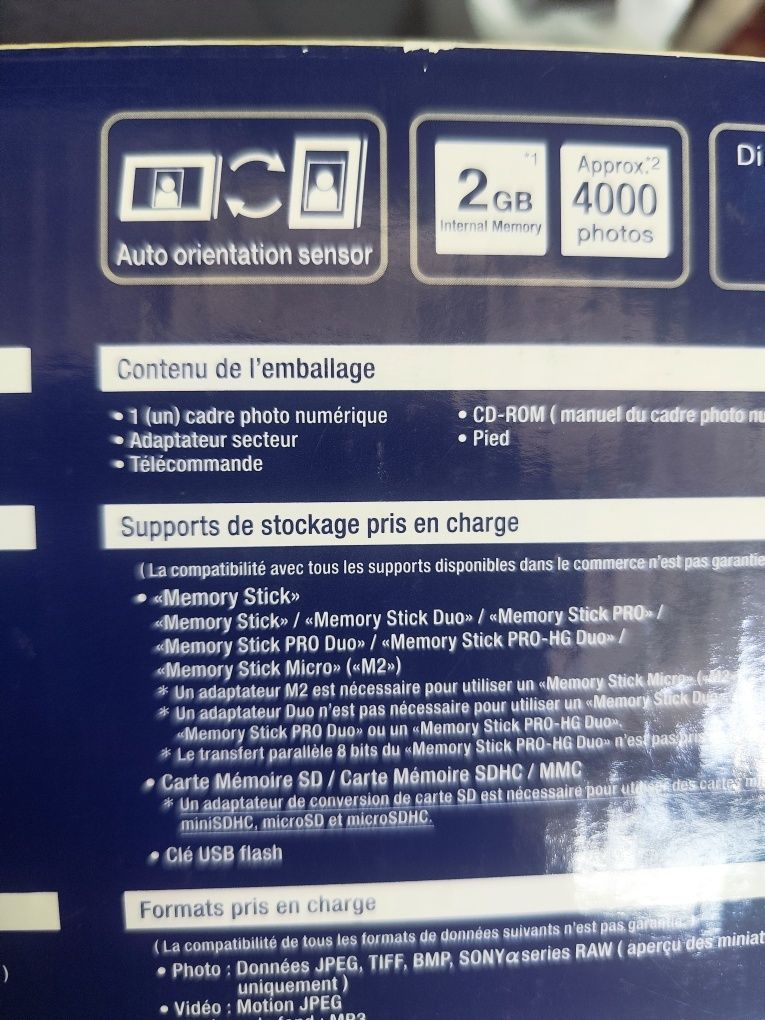 *1
2 GB
Internal Memory
Approx.*2
4000
photos
Di
Auto orientation sensor
Contenu de l'emballage
• 1 (un) cadre photo numérique
• Adaptateur secteur
• Télécommande
• CD-ROM ( manuel du cadre photo nu
• Pied
Supports de stockage pris en charge
( La compatibilité avec tous les supports disponibles dans le commerce n'est pas garantie
• «Memory Stick»
«Memory Stick» / «Memory Stick Duo» / «Memory Stick PRO» /
«Memory Stick PRO Duo» / «Memory Stick PRO-HG Duo» /
«Memory Stick Micro» («M2»)
* Un adaptateur M2 est nécessaire pour utiliser un «Memory Stick Micro» («M2
* Un adaptateur Duo n'est pas nécessaire pour utiliser un «Memory Stick Duo
«Memory Stick PRO Duo» ou un «Memory Stick PRO-HG Duo».
* Le transfert parallèle 8 bits du «Memory Stick PRO-HG Duo» n'est pas pris
• Carte Mémoire SD / Carte Mémoire SDHC / MMC
* Un adaptateur de conversion de carte SD est nécessaire pour utiliser des cartes mi
miniSDHC, microSD et microSDHC.
• Clé USB flash
Formats pris en charge
( La compatibilité de tous les formats de données suivants n'est pas garantie. )
• Photo : Données JPEG, TIFF, BMP, SONY α series RAW ( aperçu des miniat
uniquement )
• Vidéo : Motion JPEG
: MP3
)